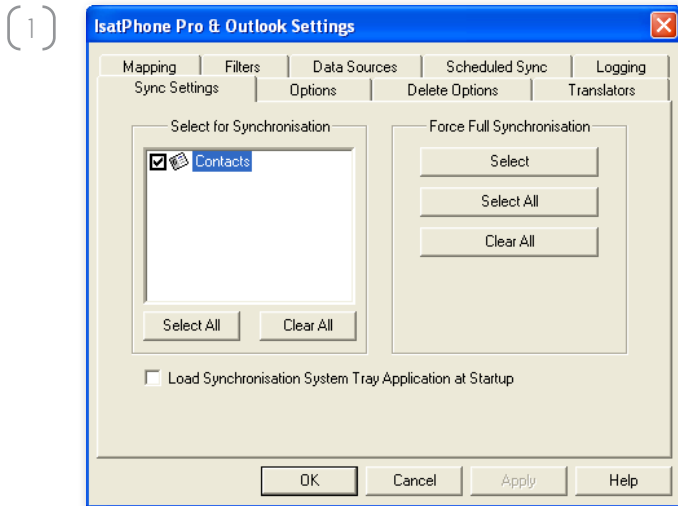 1
IsatPhone Pro & Outlook Settings
Mapping Filters Data Sources Scheduled Sync Logging
Sync Settings Options Delete Options Translators
Select for Synchronisation
Contacts
Select All Clear All
Force Full Synchronisation
Select
Select All
Clear All
Load Synchronisation System Tray Application at Startup
OK Cancel Apply Help